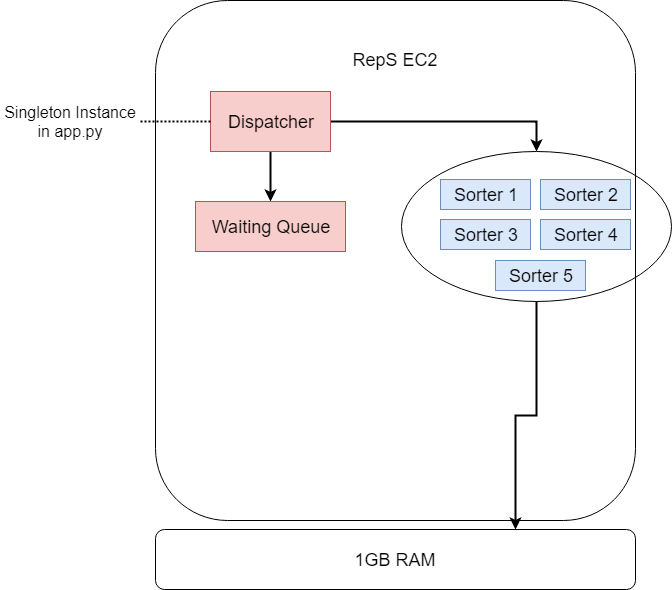 RepS EC2
Singleton Instance
in app.py
Dispatcher
Waiting Queue
Sorter 1
Sorter 2
Sorter 3
Sorter 4
Sorter 5
1GB RAM